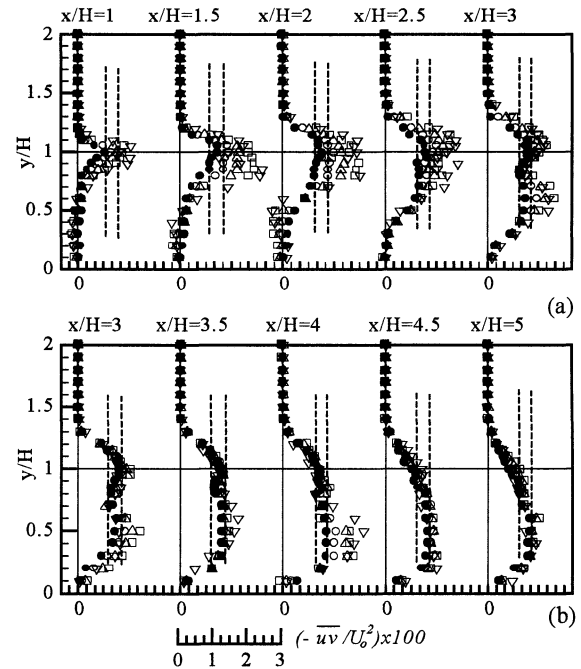 x/H=1 x/H=1.5 x/H=2 x/H=2.5 x/H=3
2
1.5
1
0.5
0
y/H
0 0 0 0 0
(a)
x/H=3 x/H=3.5 x/H=4 x/H=4.5 x/H=5
2
1.5
1
0.5
0
y/H
0 0 0 0 0
(b)
0 1 2 3
(- uv /U₀²)x100